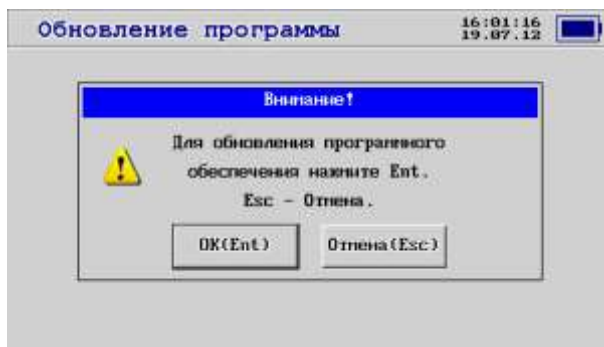 Обновление программы
16:01:16
19.07.12
Внимание!
Для обновления программного
обеспечения нажмите Ent.
Esc - Отмена.
OK(Ent)
Отмена(Esc)